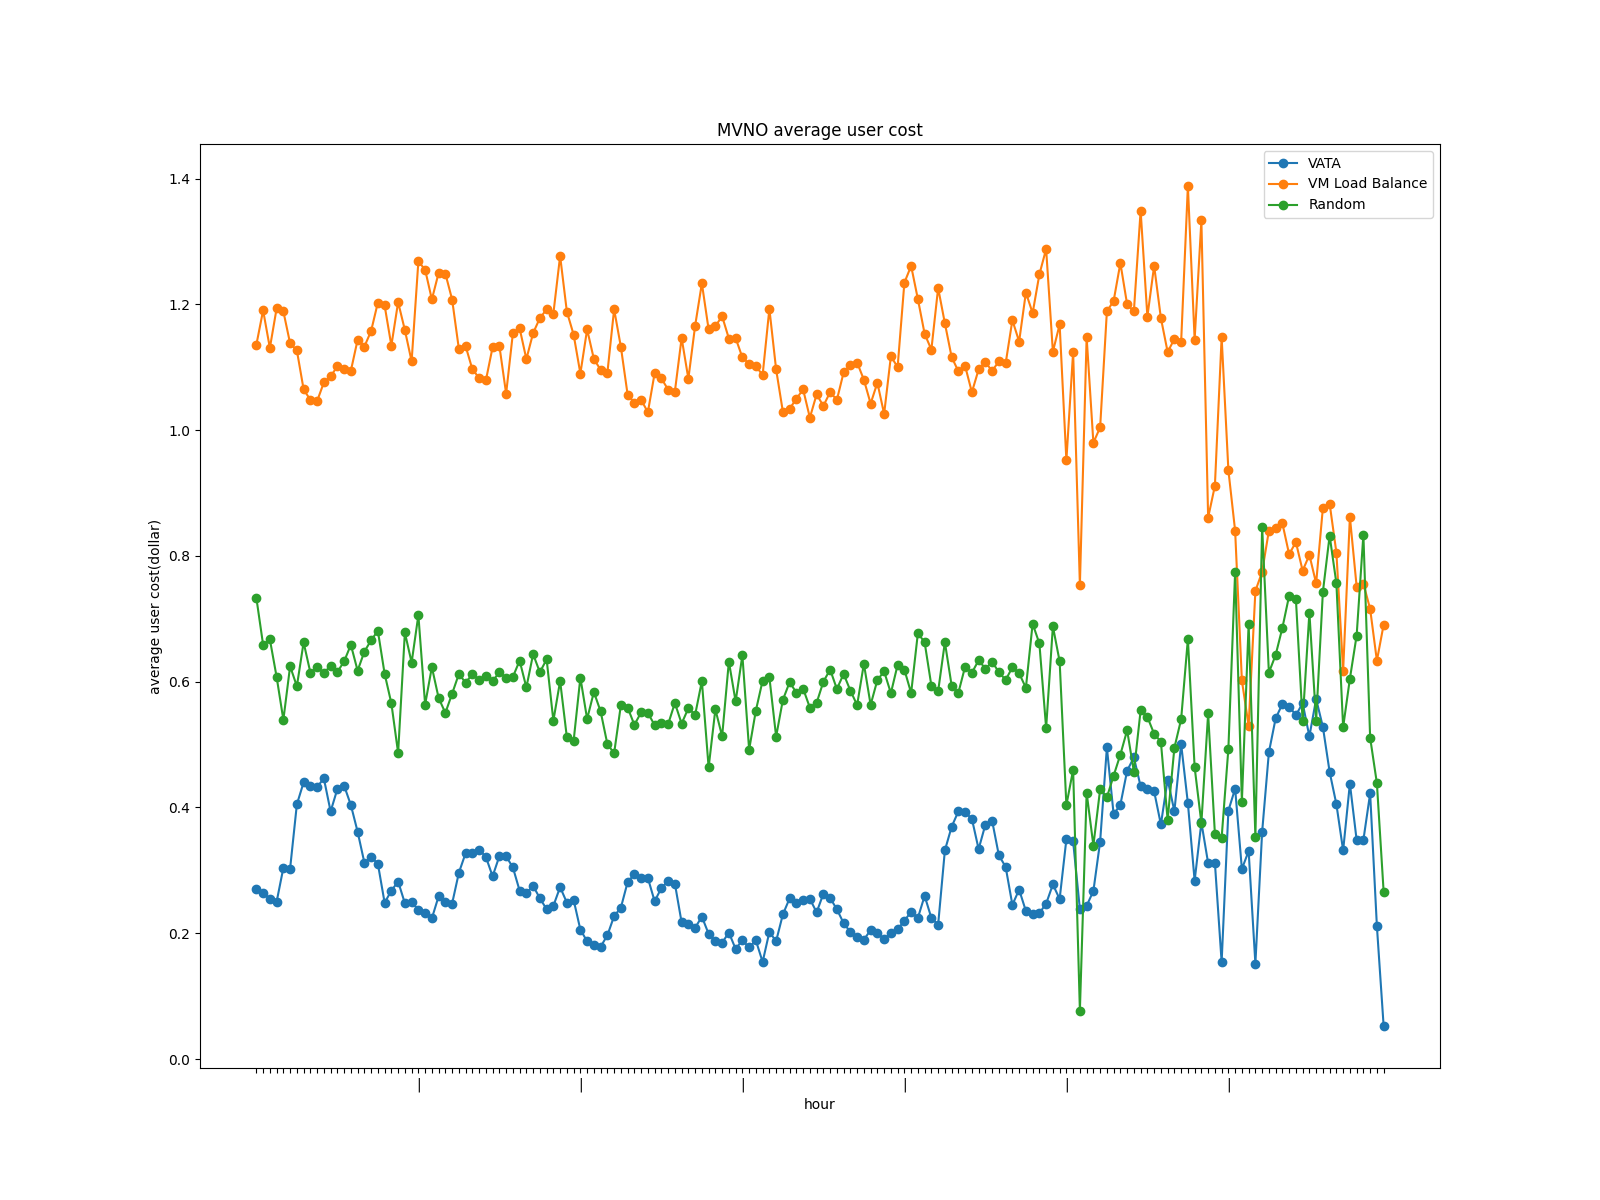 MVNO average user cost
VATA
VM Load Balance
Random
1.4
1.2
1.0
0.8
0.6
0.4
0.2
0.0
average user cost(dollar)
| | | | | |
hour